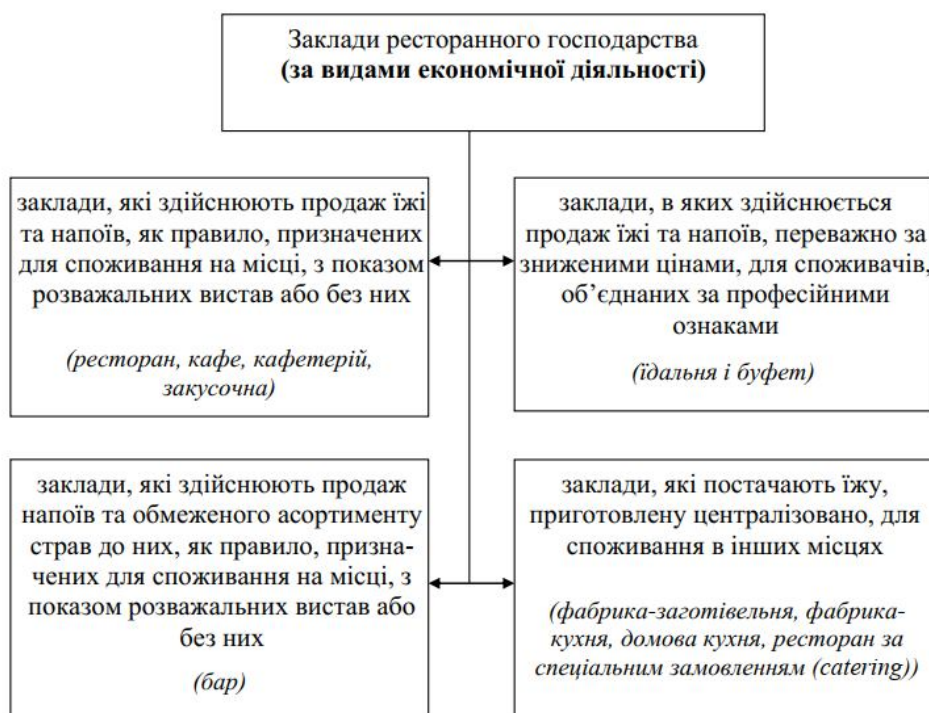 Заклади ресторанного господарства
(за видами економічної діяльності)
заклади, які здійснюють продаж їжі
та напоїв, як правило, призначених
для споживання на місці, з показом
розважальних вистав або без них
(ресторан, кафе, кафетерій,
закусочна)
заклади, в яких здійснюється
продаж їжі та напоїв, переважно за
зниженими цінами, для споживачів,
об’єднаних за професійними
ознаками
(їдальня і буфет)
заклади, які здійснюють продаж
напоїв та обмеженого асортименту
страв до них, як правило, призна-
чених для споживання на місці, з
показом розважальних вистав або
без них
(бар)
заклади, які постачають їжу,
приготовлену централізовано, для
споживання в інших місцях
(фабрика-заготівельня, фабрика-
кухня, домова кухня, ресторан за
спеціальним замовленням (catering))